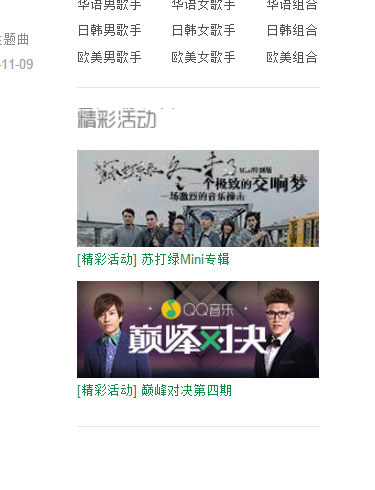 华语男歌手 华语女歌手 华语组合
日韩男歌手 日韩女歌手 日韩组合
主题曲
欧美男歌手 欧美女歌手 欧美组合
-11-09
精彩活动
苏打绿 冬 未了 Mini特别版
一个极致的交响梦
一场激烈的音乐撞击
[精彩活动] 苏打绿Mini专辑
QQ音乐
巅峰对决
[精彩活动] 巅峰对决第四期